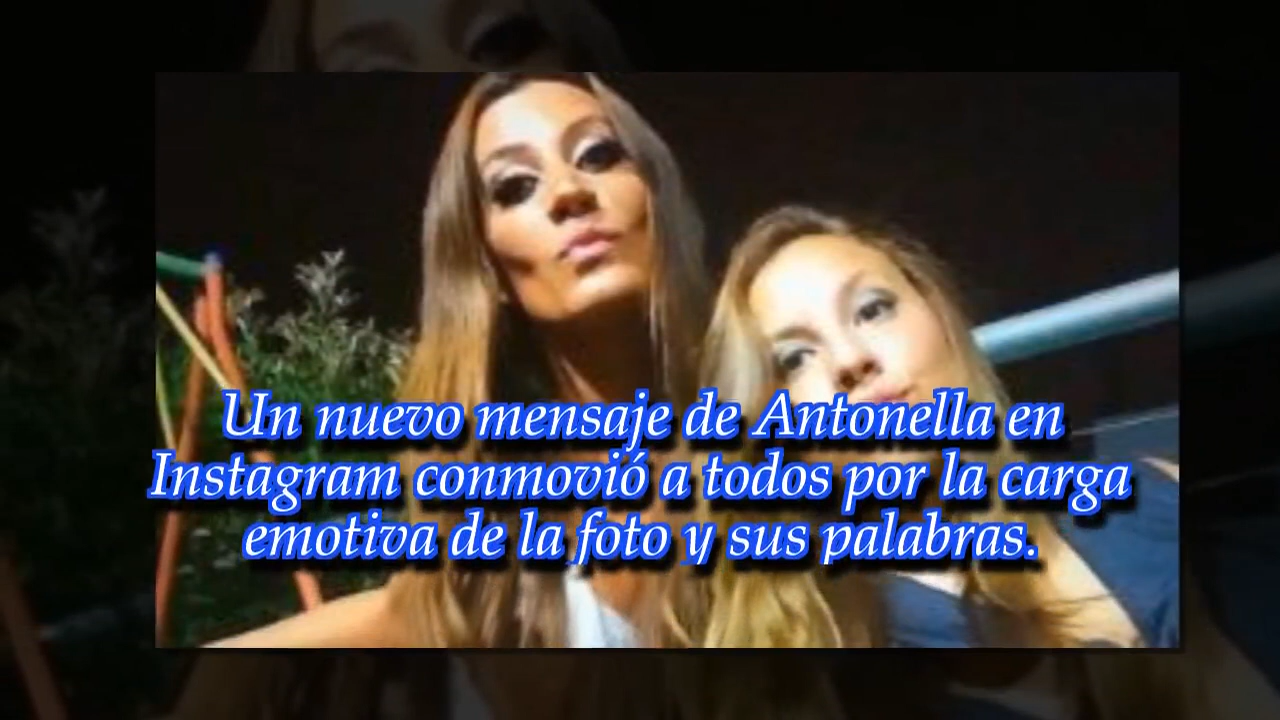 Un nuevo mensaje de Antonella en
Instagram conmovió a todos por la carga
emotiva de la foto y sus palabras.